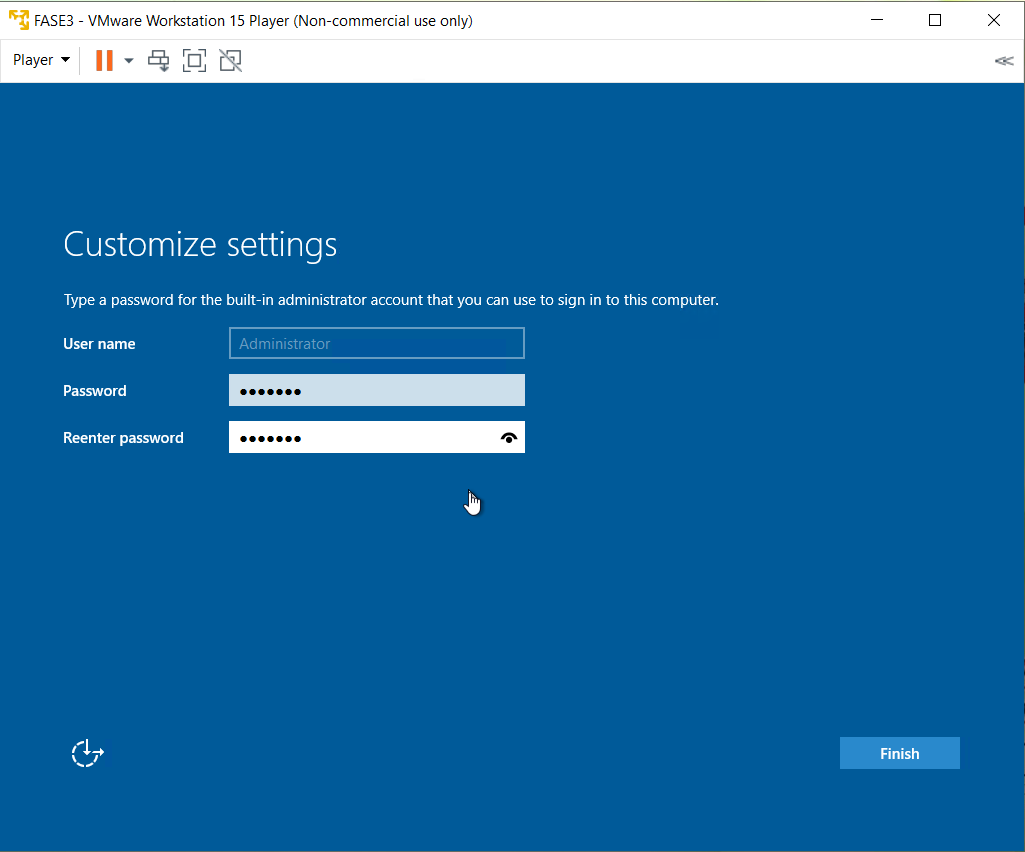 FASE3 - VMware Workstation 15 Player (Non-commercial use only)
Player
Customize settings
Type a password for the built-in administrator account that you can use to sign in to this computer.
User name Administrator
Password •••••••
Reenter password •••••••
Finish